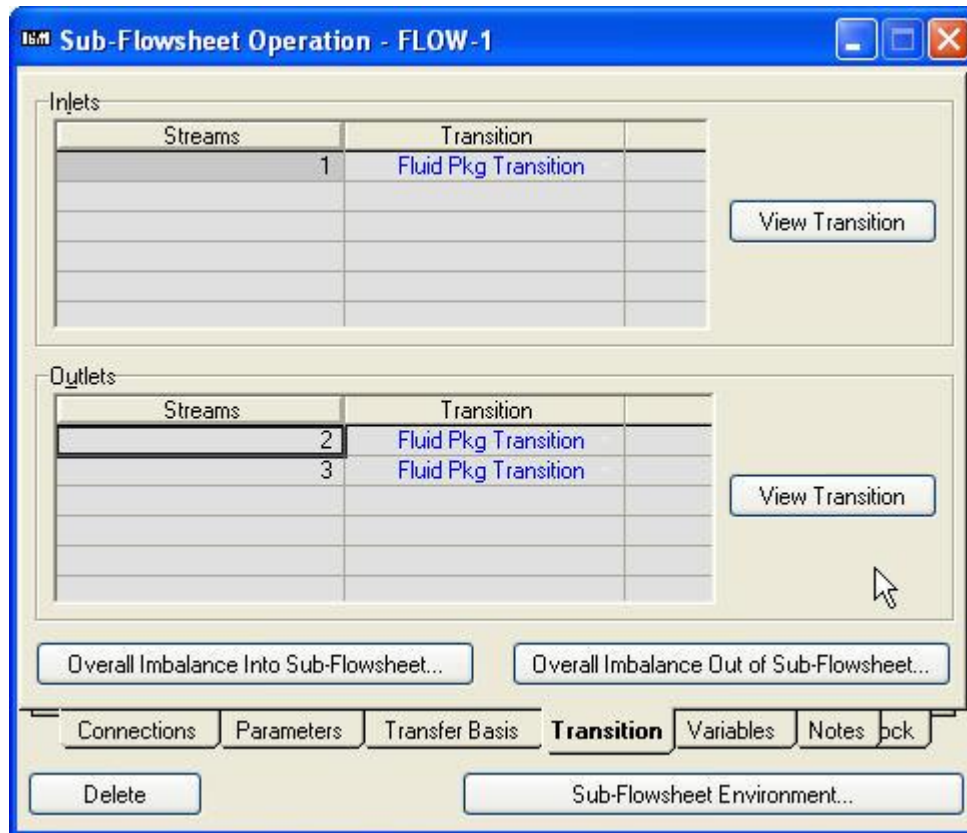 Sub-Flowsheet Operation - FLOW-1
Inlets
Streams Transition
1 Fluid Pkg Transition
View Transition
Outlets
Streams Transition
2 Fluid Pkg Transition
3 Fluid Pkg Transition
View Transition
Overall Imbalance Into Sub-Flowsheet... Overall Imbalance Out of Sub-Flowsheet...
Connections Parameters Transfer Basis Transition Variables Notes ock
Delete Sub-Flowsheet Environment...